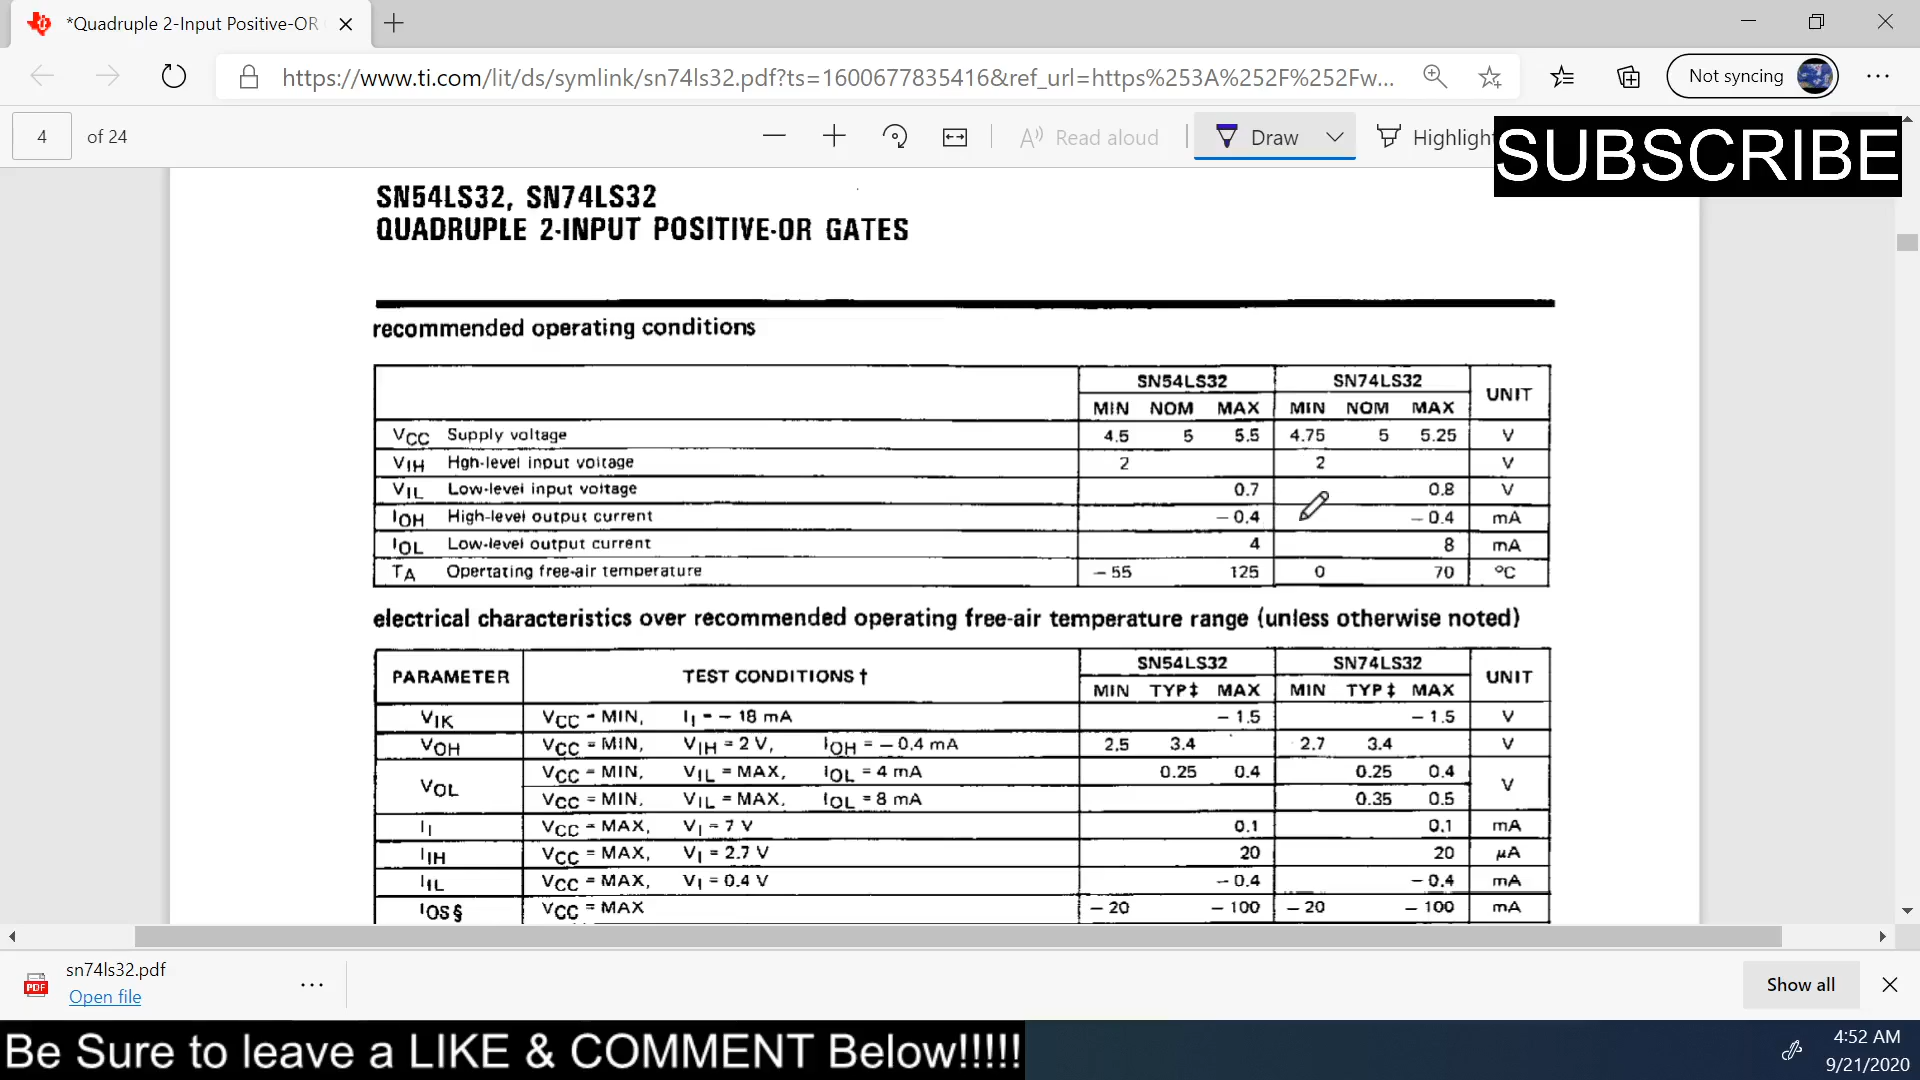 *Quadruple 2-Input Positive-OR
https://www.ti.com/lit/ds/symlink/sn74ls32.pdf?ts=1600677835416&ref_url=https%253A%252F%252Fw...
Not syncing
4 of 24
Read aloud
Draw
Highlight
SUBSCRIBE
SN54LS32, SN74LS32
QUADRUPLE 2-INPUT POSITIVE-OR GATES
recommended operating conditions
SN54LS32 SN74LS32 UNIT
MIN NOM MAX MIN NOM MAX
VCC Supply voltage 4.5 5 5.5 4.75 5 5.25 V
VIH Hgh-level input voltage 2 2 V
VIL Low-level input voltage 0.7 0.8 V
IOH High-level output current – 0.4 – 0.4 mA
IOL Low-level output current 4 8 mA
TA Opertating free-air temperature – 55 125 0 70 °C
electrical characteristics over recommended operating free-air temperature range (unless otherwise noted)
PARAMETER TEST CONDITIONS † SN54LS32 SN74LS32 UNIT
MIN TYP‡ MAX MIN TYP‡ MAX
VIK VCC = MIN, II = – 18 mA – 1.5 – 1.5 V
VOH VCC = MIN, VIH = 2 V, IOH = – 0.4 mA 2.5 3.4 2.7 3.4 V
VOL VCC = MIN, VIL = MAX, IOL = 4 mA 0.25 0.4 0.25 0.4 V
VCC = MIN, VIL = MAX, IOL = 8 mA 0.35 0.5
II VCC = MAX, VI = 7 V 0.1 0.1 mA
IIH VCC = MAX, VI = 2.7 V 20 20 µA
IIL VCC = MAX, VI = 0.4 V – 0.4 – 0.4 mA
IOS§ VCC = MAX – 20 – 100 – 20 – 100 mA
sn74ls32.pdf
Open file
Show all
PDF
Be Sure to leave a LIKE & COMMENT Below!!!!!
4:52 AM
9/21/2020